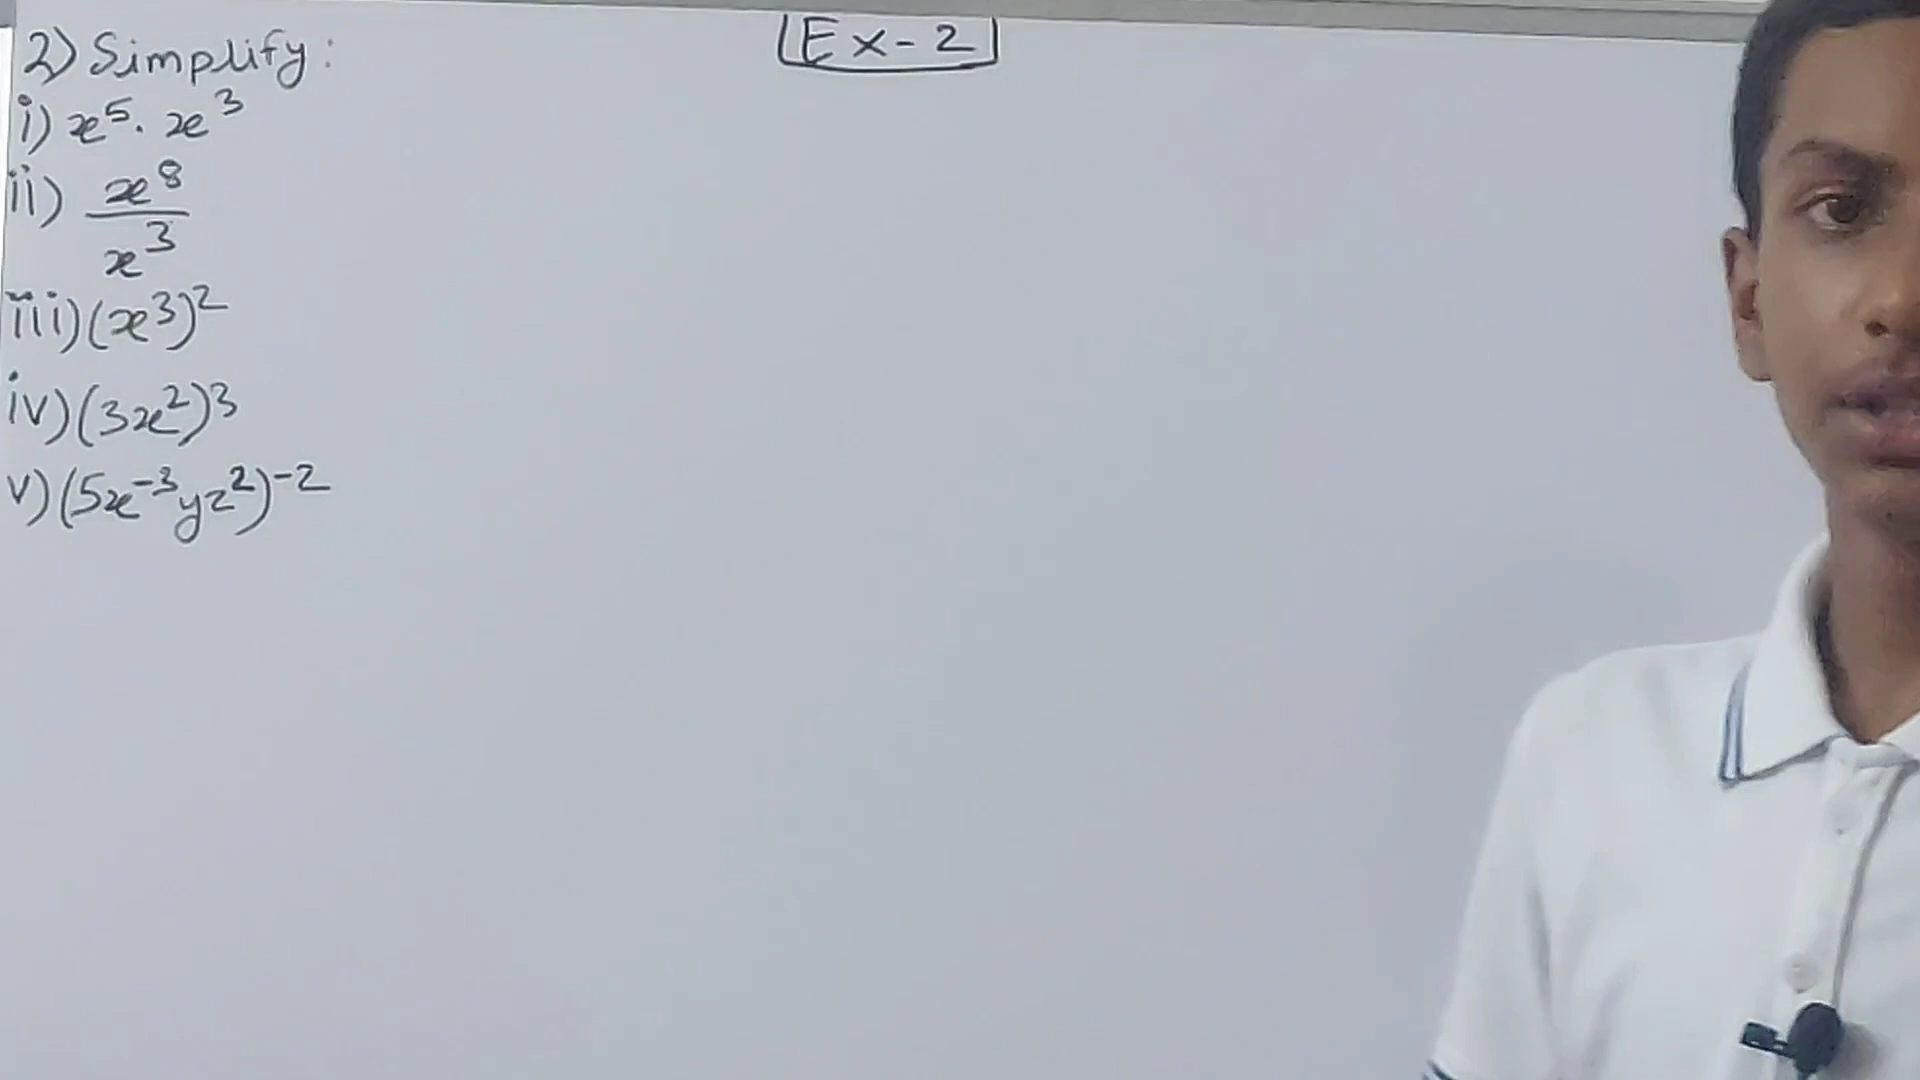 Ex-2
2) Simplify:
i) x⁵. x³
ii) x⁸
x³
iii) (x³)²
iv) (3x²)³
v) (5x⁻³yz²)⁻²